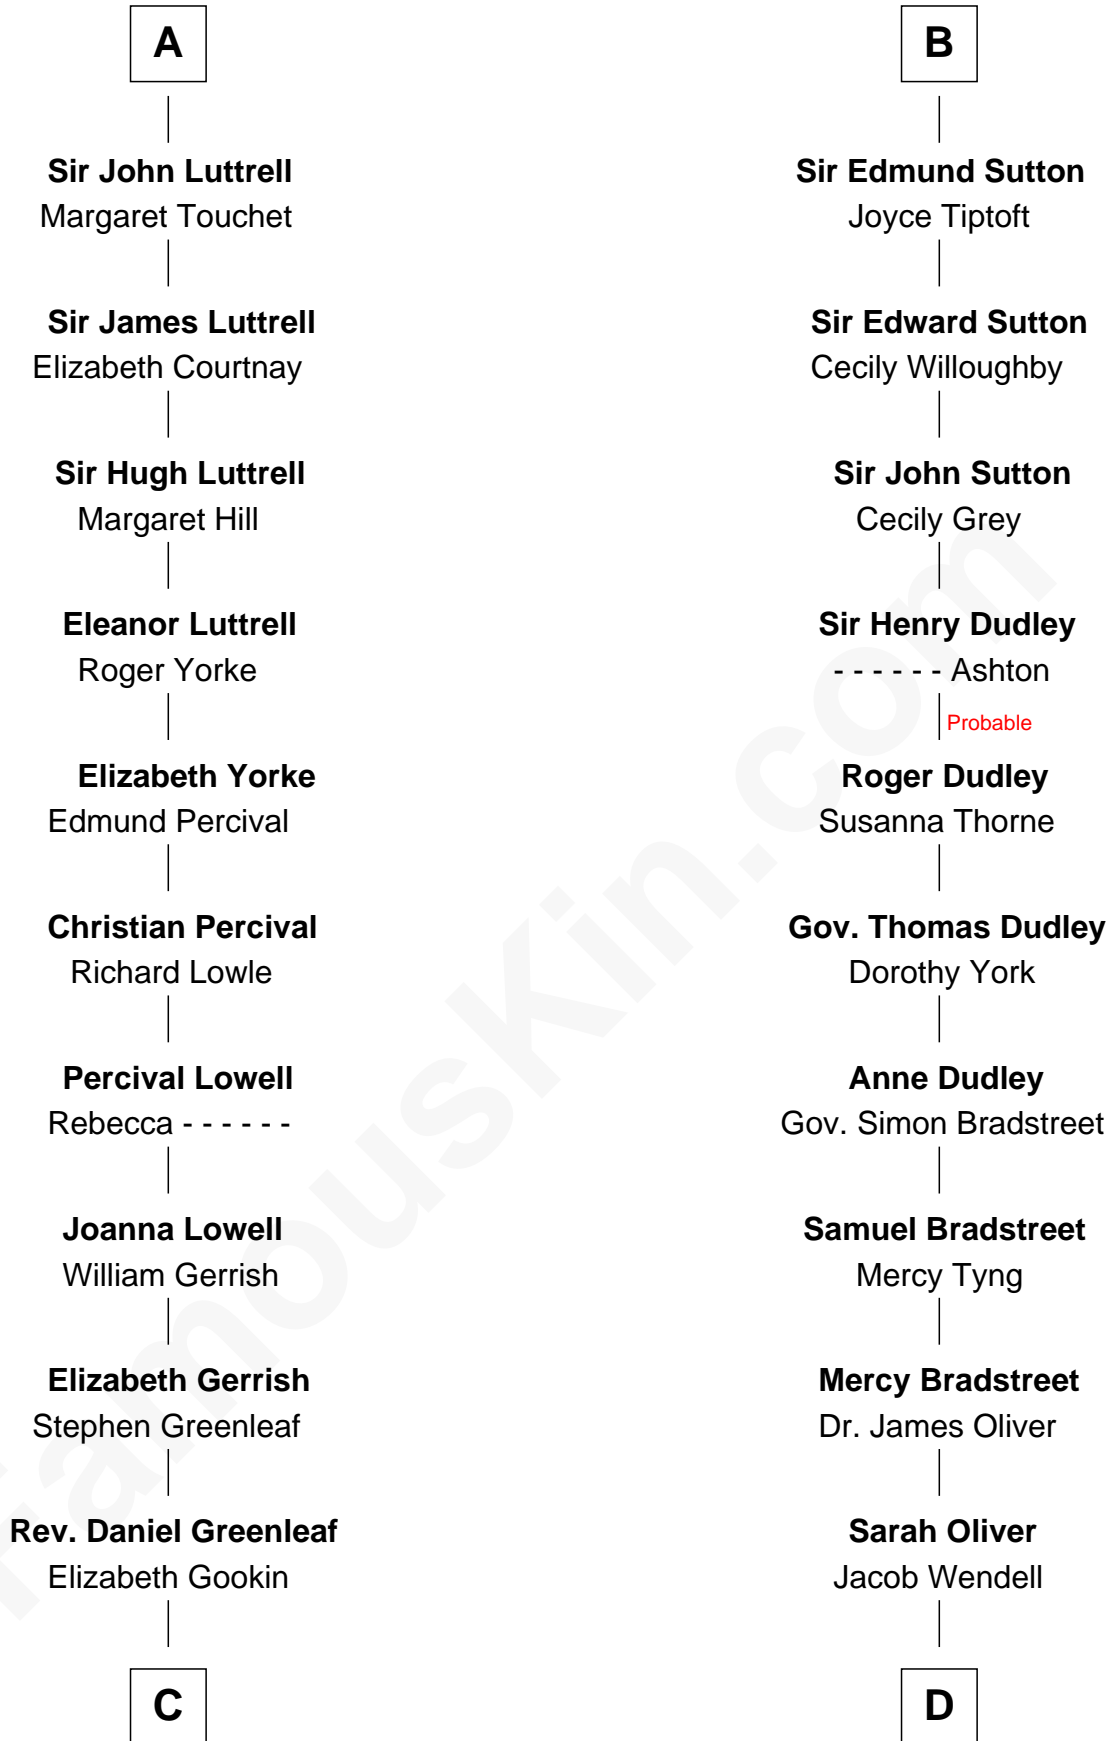 A
Sir John Luttrell
Margaret Touchet
Sir James Luttrell
Elizabeth Courtnay
Sir Hugh Luttrell
Margaret Hill
Eleanor Luttrell
Roger Yorke
Elizabeth Yorke
Edmund Percival
Christian Percival
Richard Lowle
Percival Lowell
Rebecca - - - - - -
Joanna Lowell
William Gerrish
Elizabeth Gerrish
Stephen Greenleaf
Rev. Daniel Greenleaf
Elizabeth Gookin
C
B
Sir Edmund Sutton
Joyce Tiptoft
Sir Edward Sutton
Cecily Willoughby
Sir John Sutton
Cecily Grey
Sir Henry Dudley
- - - - - - Ashton
Probable
Roger Dudley
Susanna Thorne
Gov. Thomas Dudley
Dorothy York
Anne Dudley
Gov. Simon Bradstreet
Samuel Bradstreet
Mercy Tyng
Mercy Bradstreet
Dr. James Oliver
Sarah Oliver
Jacob Wendell
D
FamousKin.com